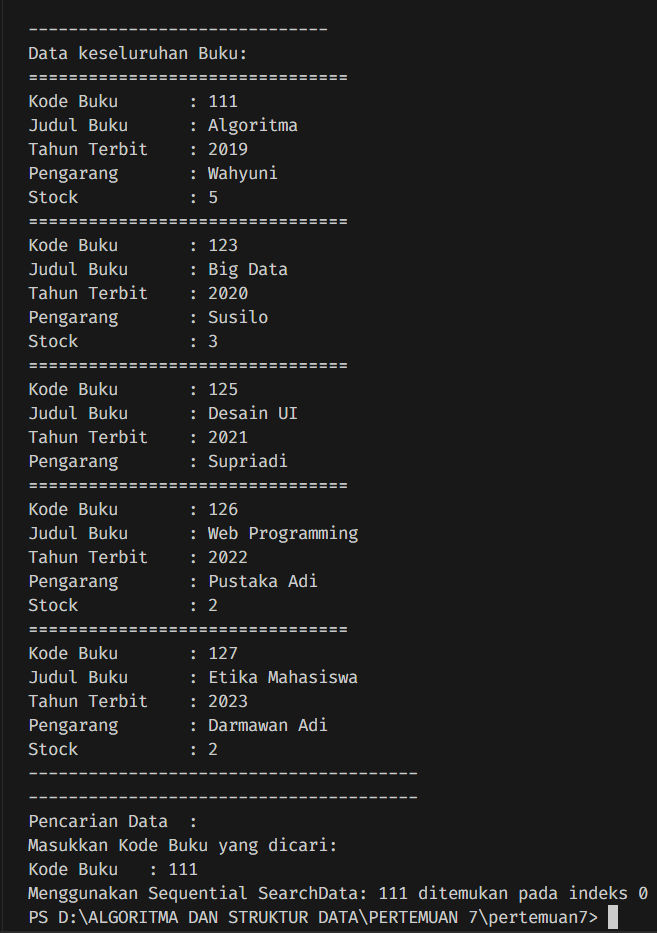 ------------------------------
Data keseluruhan Buku:
================================
Kode Buku       : 111
Judul Buku      : Algoritma
Tahun Terbit    : 2019
Pengarang       : Wahyuni
Stock           : 5
================================
Kode Buku       : 123
Judul Buku      : Big Data
Tahun Terbit    : 2020
Pengarang       : Susilo
Stock           : 3
================================
Kode Buku       : 125
Judul Buku      : Desain UI
Tahun Terbit    : 2021
Pengarang       : Supriadi
================================
Kode Buku       : 126
Judul Buku      : Web Programming
Tahun Terbit    : 2022
Pengarang       : Pustaka Adi
Stock           : 2
================================
Kode Buku       : 127
Judul Buku      : Etika Mahasiswa
Tahun Terbit    : 2023
Pengarang       : Darmawan Adi
Stock           : 2
---------------------------------------
---------------------------------------
Pencarian Data  :
Masukkan Kode Buku yang dicari:
Kode Buku   : 111
Menggunakan Sequential SearchData: 111 ditemukan pada indeks 0
PS D:\ALGORITMA DAN STRUKTUR DATA\PERTEMUAN 7\pertemuan7>